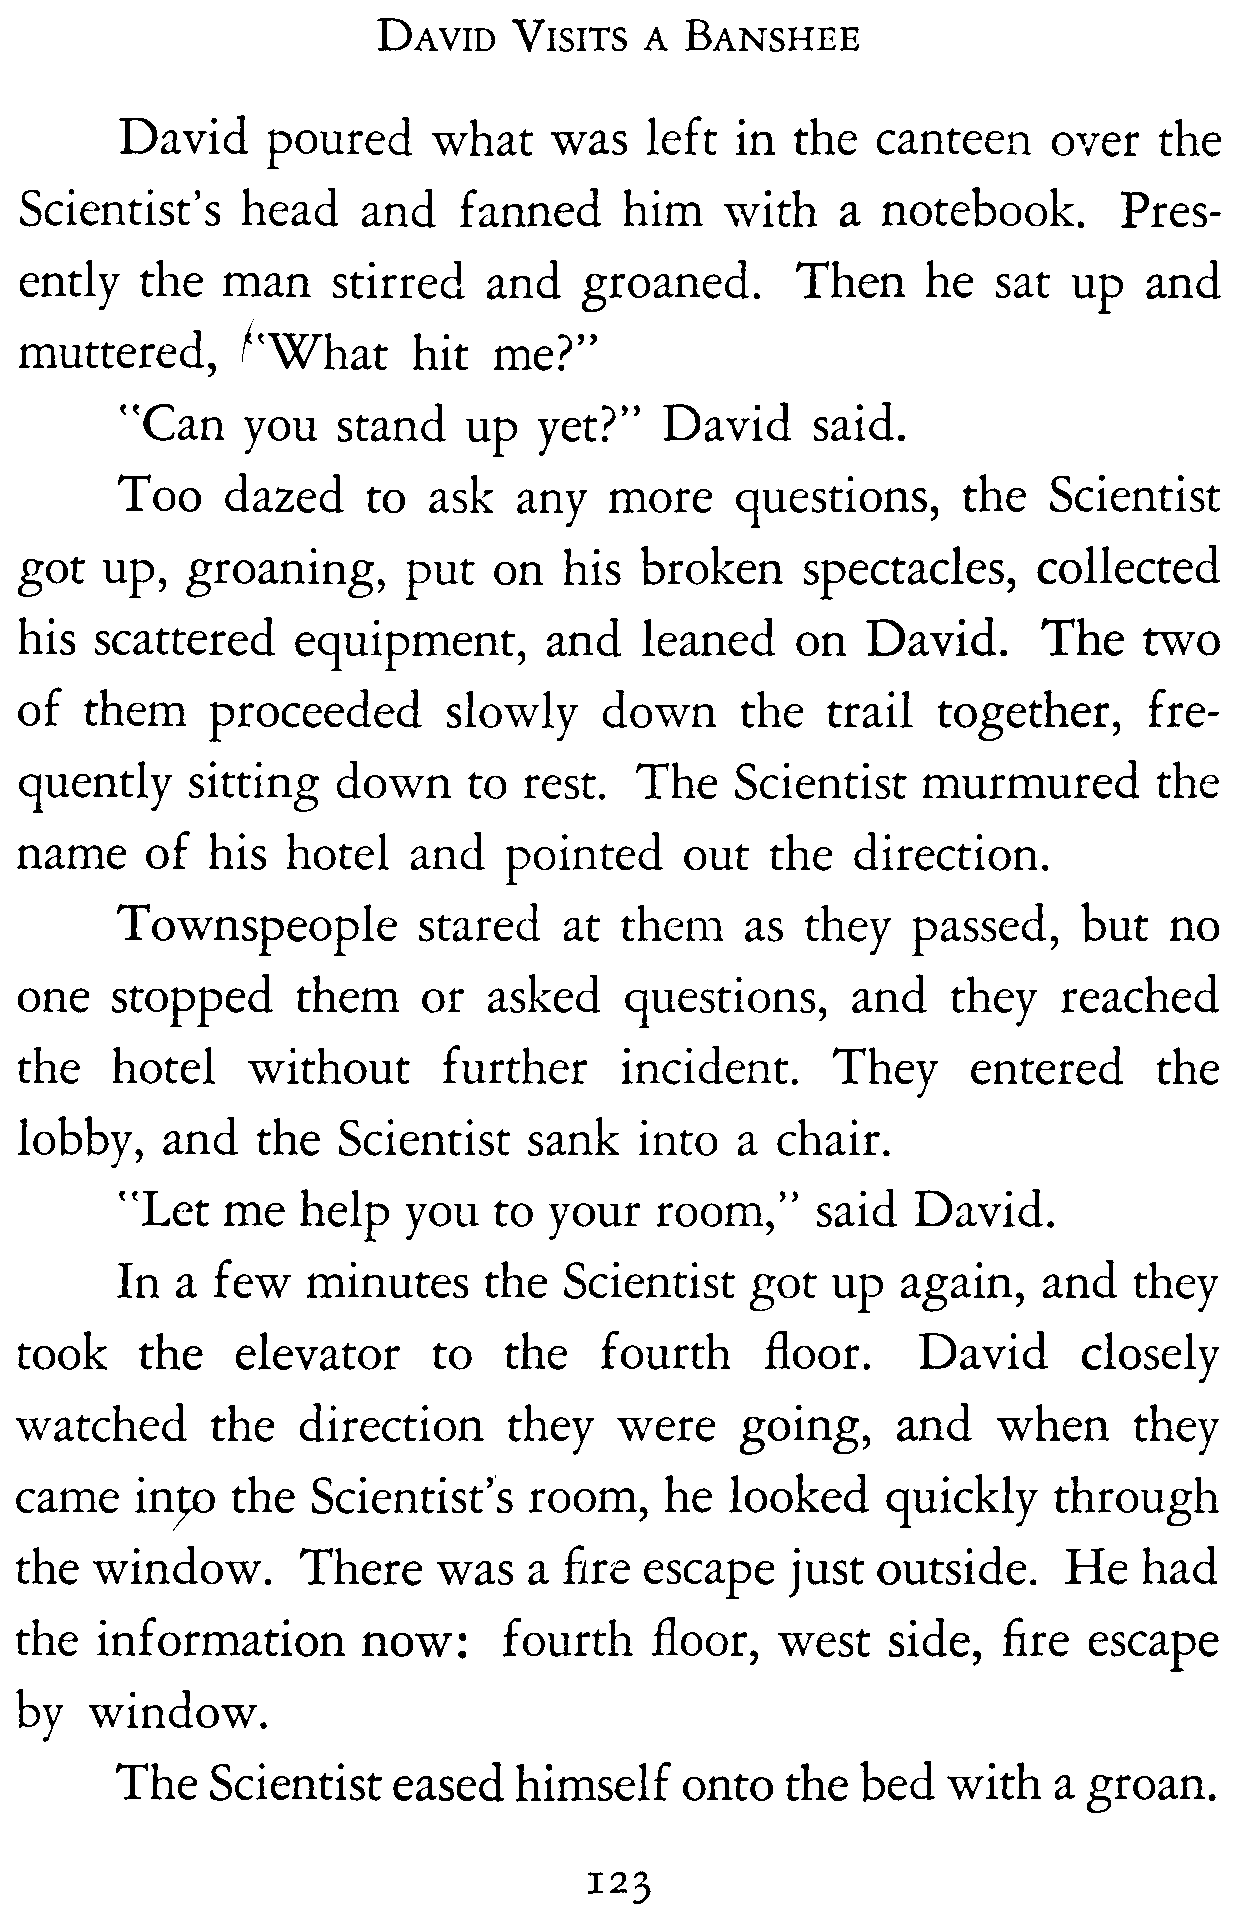 DAVID VISITS A BANSHEE
David poured what was left in the canteen over the
Scientist's head and fanned him with a notebook. Pres-
ently the man stirred and groaned. Then he sat up and
muttered, "What hit me?"
"Can you stand up yet?" David said.
Too dazed to ask any more questions, the Scientist
got up, groaning, put on his broken spectacles, collected
his scattered equipment, and leaned on David. The two
of them proceeded slowly down the trail together, fre-
quently sitting down to rest. The Scientist murmured the
name of his hotel and pointed out the direction.
Townspeople stared at them as they passed, but no
one stopped them or asked questions, and they reached
the hotel without further incident. They entered the
lobby, and the Scientist sank into a chair.
"Let me help you to your room," said David.
In a few minutes the Scientist got up again, and they
took the elevator to the fourth floor. David closely
watched the direction they were going, and when they
came into the Scientist's room, he looked quickly through
the window. There was a fire escape just outside. He had
the information now: fourth floor, west side, fire escape
by window.
The Scientist eased himself onto the bed with a groan.
123